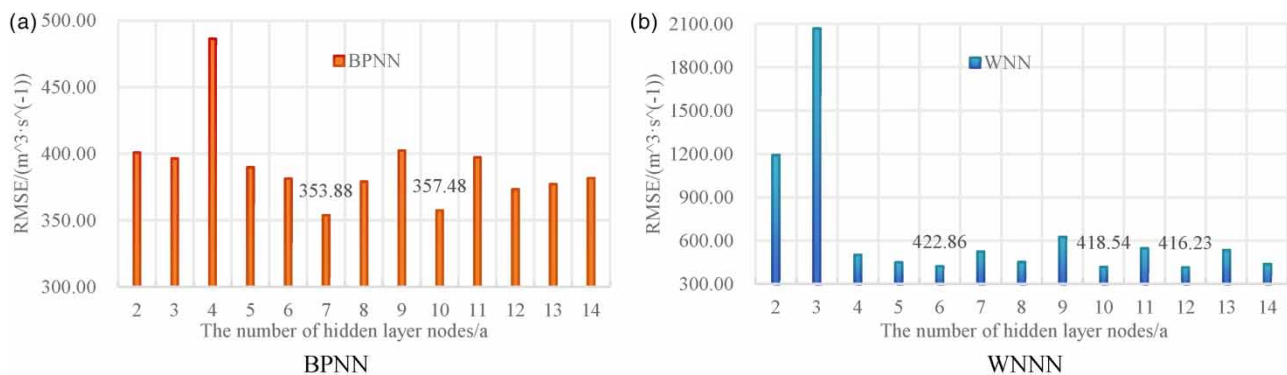 (a)
500.00
450.00
400.00
350.00
300.00
RMSE/(m^3·s^(-1))
BPNN
353.88
357.48
2 3 4 5 6 7 8 9 10 11 12 13 14
The number of hidden layer nodes/a
BPNN
(b)
2100.00
1800.00
1500.00
1200.00
900.00
600.00
300.00
RMSE/(m^3·s^(-1))
WNN
422.86
418.54
416.23
2 3 4 5 6 7 8 9 10 11 12 13 14
The number of hidden layer nodes/a
WNNN